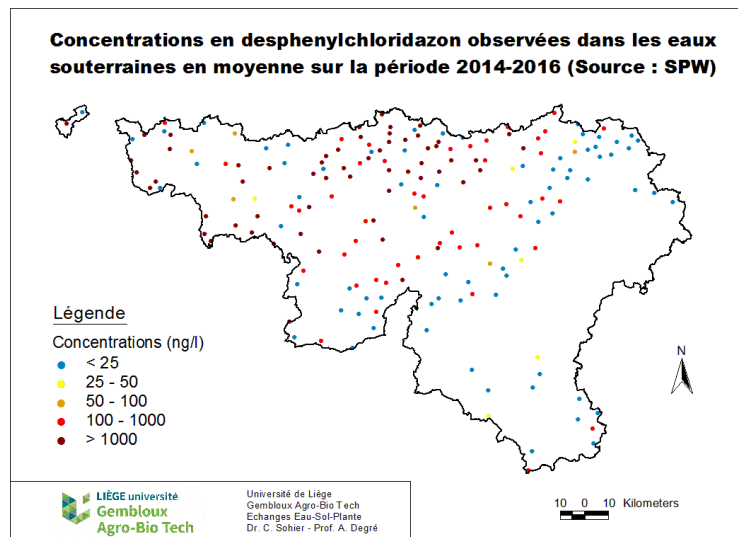 Concentrations en desphenylchloridazon observées dans les eaux
souterraines en moyenne sur la période 2014-2016 (Source : SPW)
Légende
Concentrations (ng/l)
< 25
25 - 50
50 - 100
100 - 1000
> 1000
N
10 0 10 Kilometers
LIÈGE université
Gembloux
Agro-Bio Tech
Université de Liège
Gembloux Agro-Bio Tech
Echanges Eau-Sol-Plante
Dr. C. Sohier - Prof. A. Degré